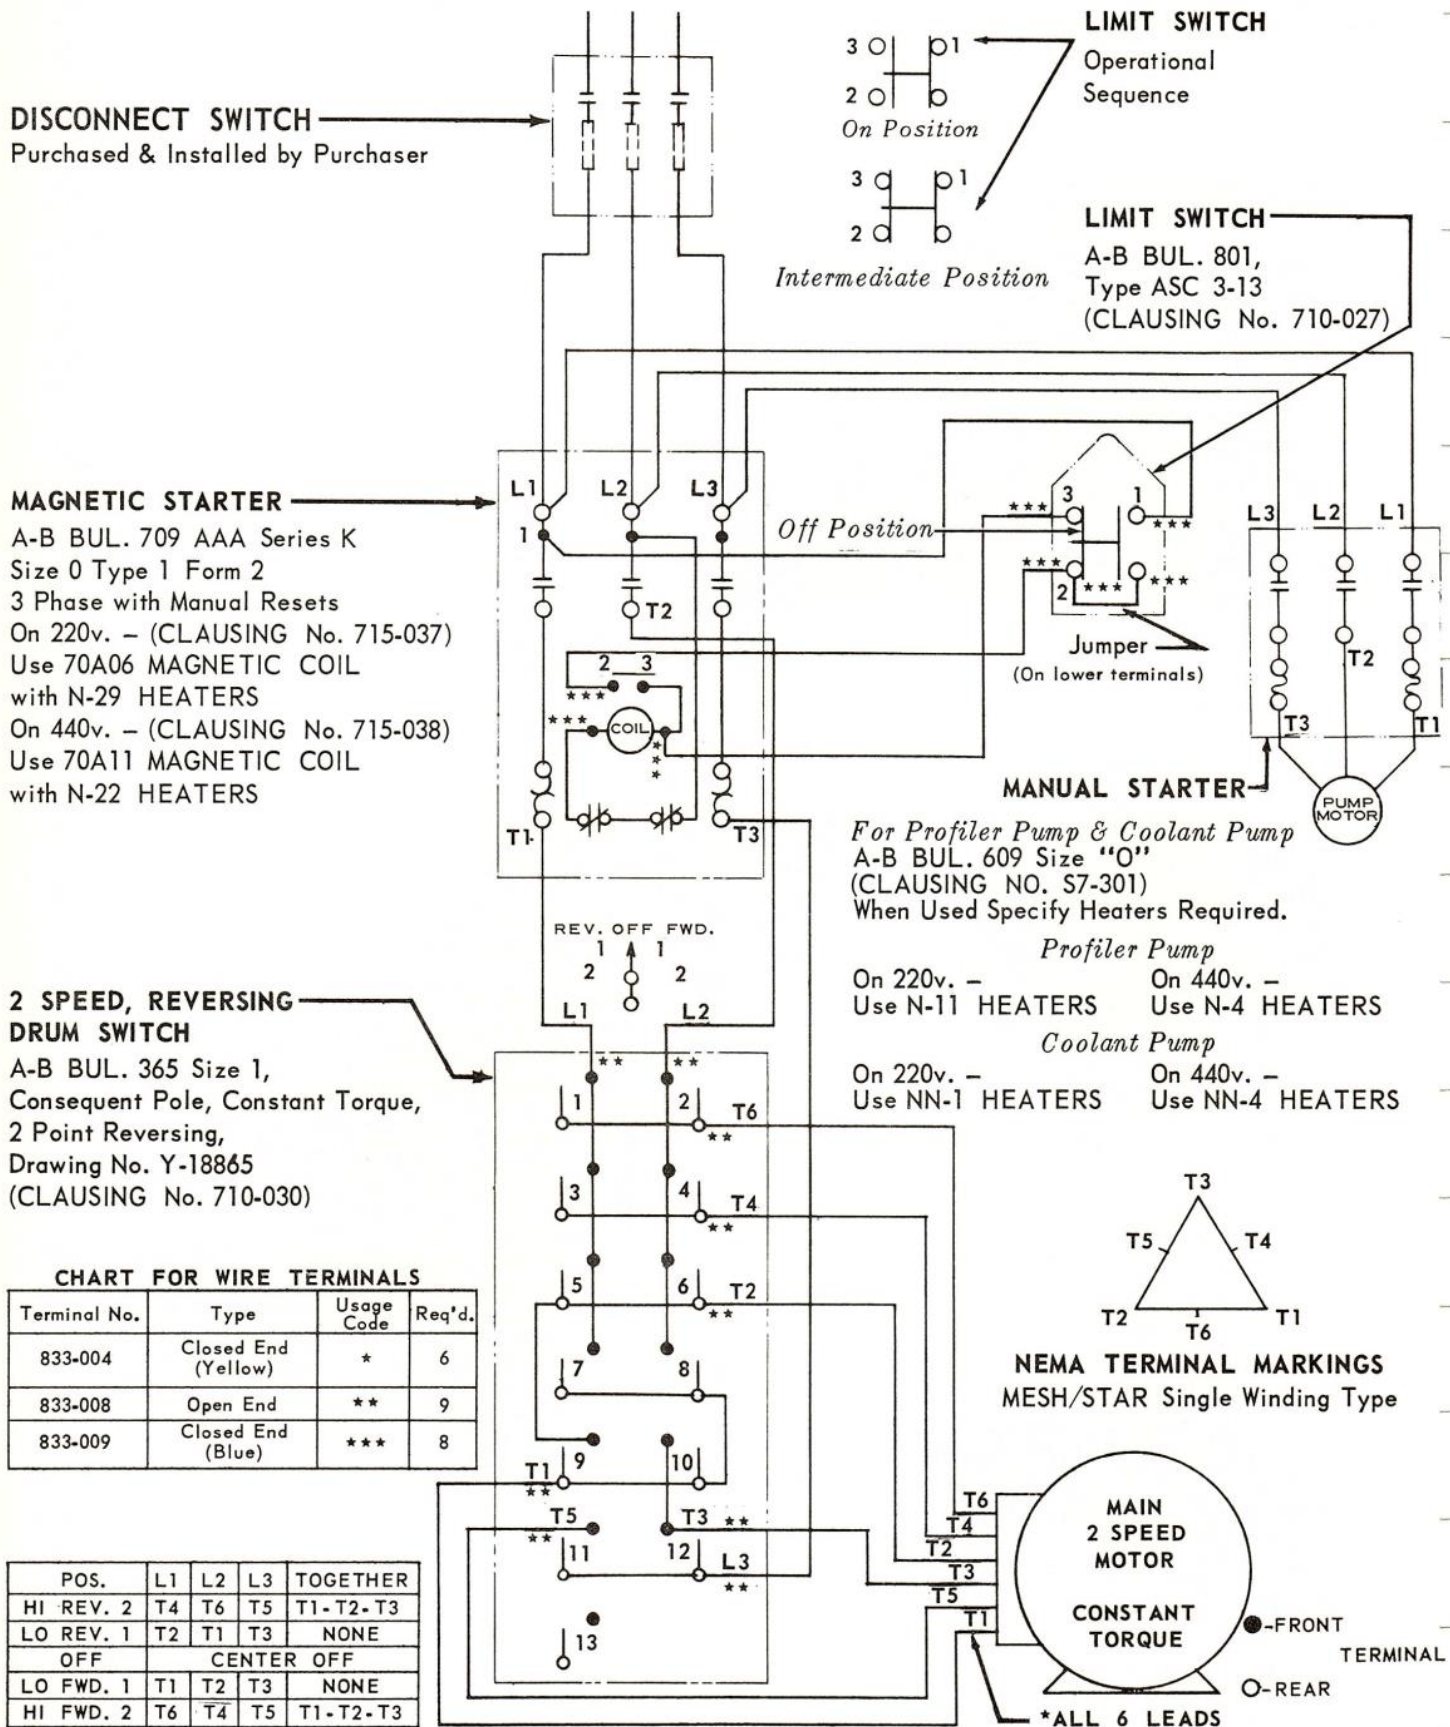 LIMIT SWITCH
Operational
Sequence
3 1
2
On Position
3 1
2
Intermediate Position
DISCONNECT SWITCH
Purchased & Installed by Purchaser
LIMIT SWITCH
A-B BUL. 801,
Type ASC 3-13
(CLAUSING No. 710-027)
MAGNETIC STARTER
A-B BUL. 709 AAA Series K
Size 0 Type 1 Form 2
3 Phase with Manual Resets
On 220v. – (CLAUSING No. 715-037)
Use 70A06 MAGNETIC COIL
with N-29 HEATERS
On 440v. – (CLAUSING No. 715-038)
Use 70A11 MAGNETIC COIL
with N-22 HEATERS
L1 L2 L3
1
T2
2 3
***
***
COIL
***
T1 T3
Off Position
*** 3 1 ***
*** 2 *** ***
Jumper
(On lower terminals)
L3 L2 L1
T2
T3 T1
PUMP
MOTOR
MANUAL STARTER
For Profiler Pump & Coolant Pump
A-B BUL. 609 Size "O"
(CLAUSING NO. S7-301)
When Used Specify Heaters Required.
Profiler Pump
On 220v. – On 440v. –
Use N-11 HEATERS Use N-4 HEATERS
Coolant Pump
On 220v. – On 440v. –
Use NN-1 HEATERS Use NN-4 HEATERS
REV. OFF FWD.
1 1
2 2
L1 L2
** **
2 SPEED, REVERSING
DRUM SWITCH
A-B BUL. 365 Size 1,
Consequent Pole, Constant Torque,
2 Point Reversing,
Drawing No. Y-18865
(CLAUSING No. 710-030)
1 2 T6
**
3 4 T4
**
5 6 T2
**
7 8
T1 9 10
**
T5 T3 **
**
11 12 L3
**
13
CHART FOR WIRE TERMINALS
Terminal No. Type Usage Code Req'd.
833-004 Closed End (Yellow) * 6
833-008 Open End ** 9
833-009 Closed End (Blue) *** 8
T3
T5 T4
T2 T6 T1
NEMA TERMINAL MARKINGS
MESH/STAR Single Winding Type
T6
T4
T2
T3
T5
T1
MAIN
2 SPEED
MOTOR
CONSTANT
TORQUE
●-FRONT
TERMINAL
O-REAR
*ALL 6 LEADS
POS. L1 L2 L3 TOGETHER
HI REV. 2 T4 T6 T5 T1-T2-T3
LO REV. 1 T2 T1 T3 NONE
OFF CENTER OFF
LO FWD. 1 T1 T2 T3 NONE
HI FWD. 2 T6 T4 T5 T1-T2-T3